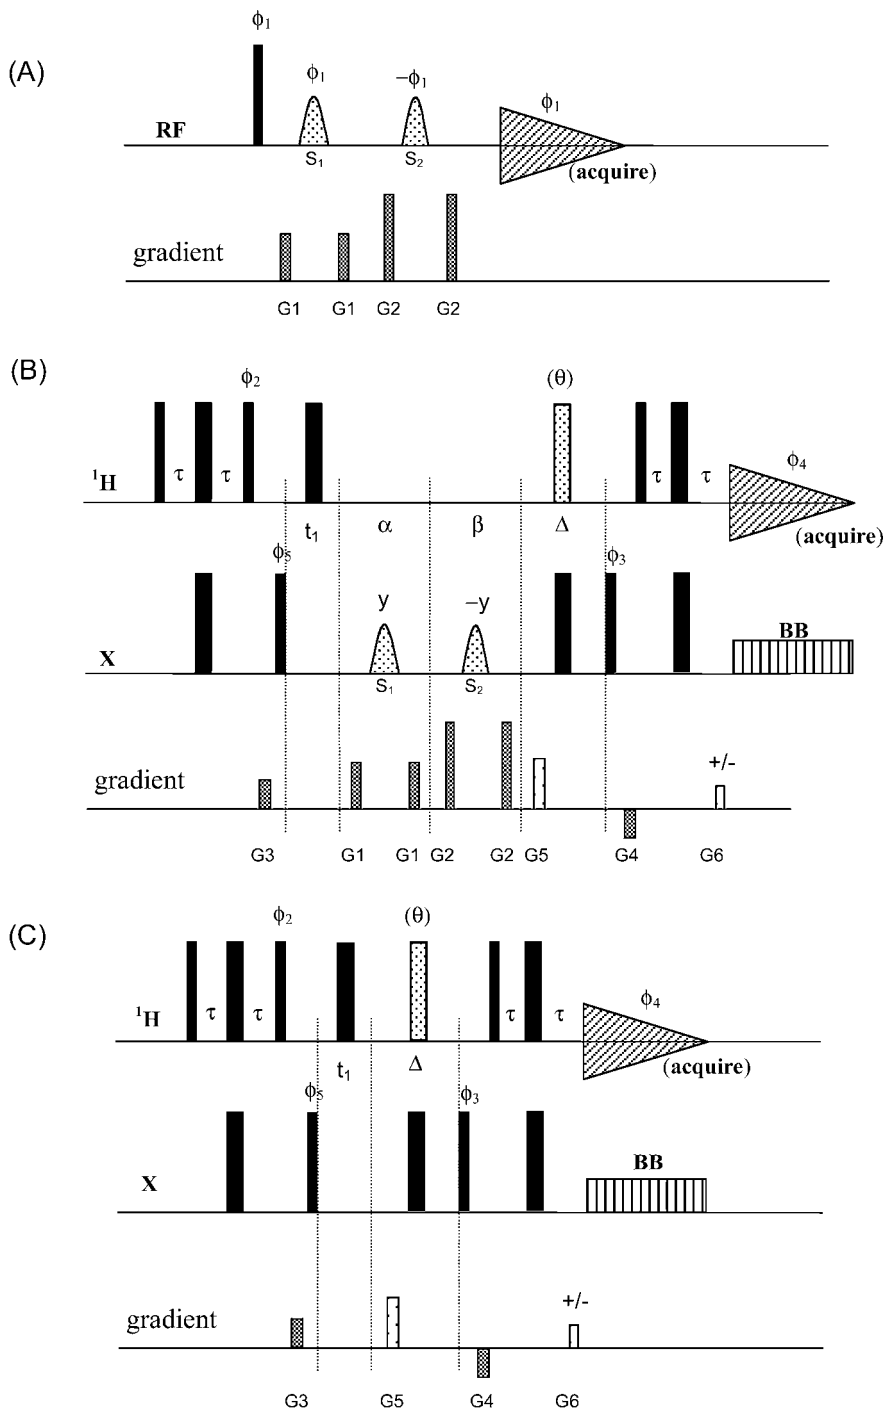 (A)
ϕ1
ϕ1 −ϕ1 ϕ1
RF
S1 S2
(acquire)
gradient
G1 G1 G2 G2
(B)
ϕ2 (θ)
1H τ τ τ τ ϕ4
t1 α β Δ
(acquire)
ϕ5 ϕ3
y −y
X BB
S1 S2
gradient +/-
G3 G1 G1 G2 G2 G5 G4 G6
(C)
ϕ2 (θ)
1H τ τ τ τ ϕ4
t1 Δ (acquire)
ϕ5 ϕ3
X BB
gradient +/-
G3 G5 G4 G6